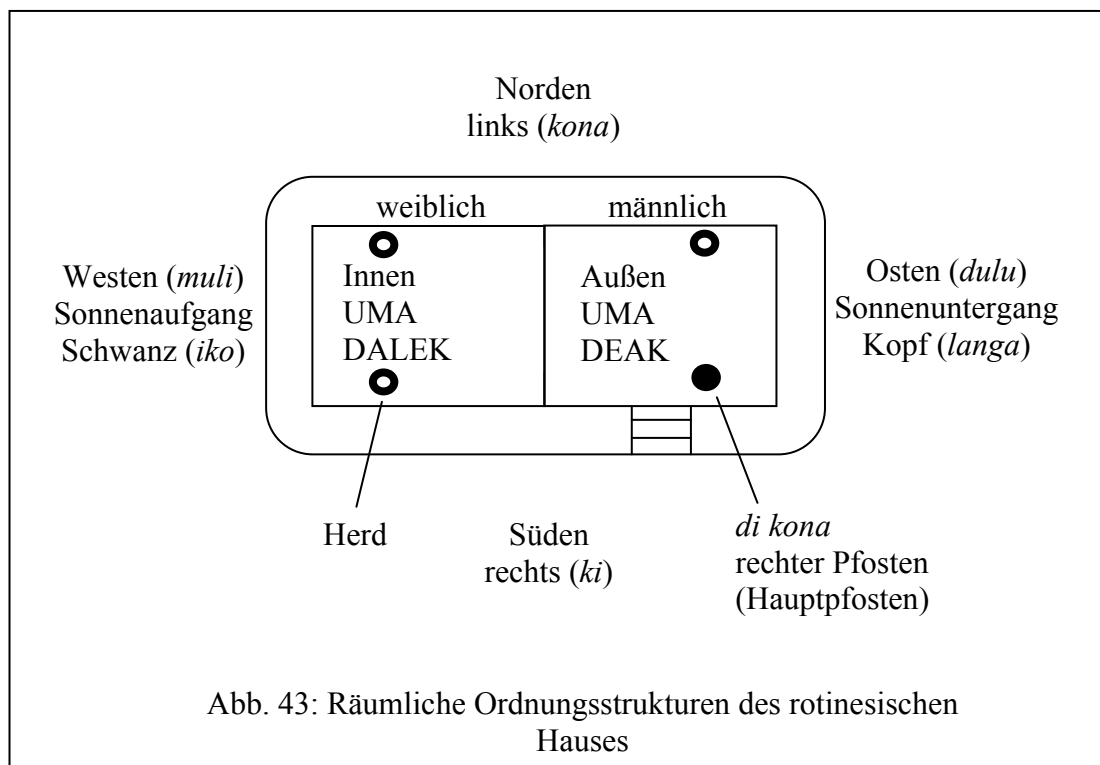 Norden
links (kona)
weiblich
männlich
Westen (muli)
Sonnenaufgang
Schwanz (iko)
Innen
UMA
DALEK
Außen
UMA
DEAK
Osten (dulu)
Sonnenuntergang
Kopf (langa)
Herd
Süden
rechts (ki)
di kona
rechter Pfosten
(Hauptpfosten)
Abb. 43: Räumliche Ordnungsstrukturen des rotinesischen
Hauses